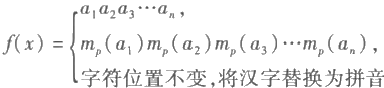 a₁a₂a₃⋯aₙ,
f(x)=
mₚ(a₁)mₚ(a₂)mₚ(a₃)⋯mₚ(aₙ),
字符位置不变,将汉字替换为拼音